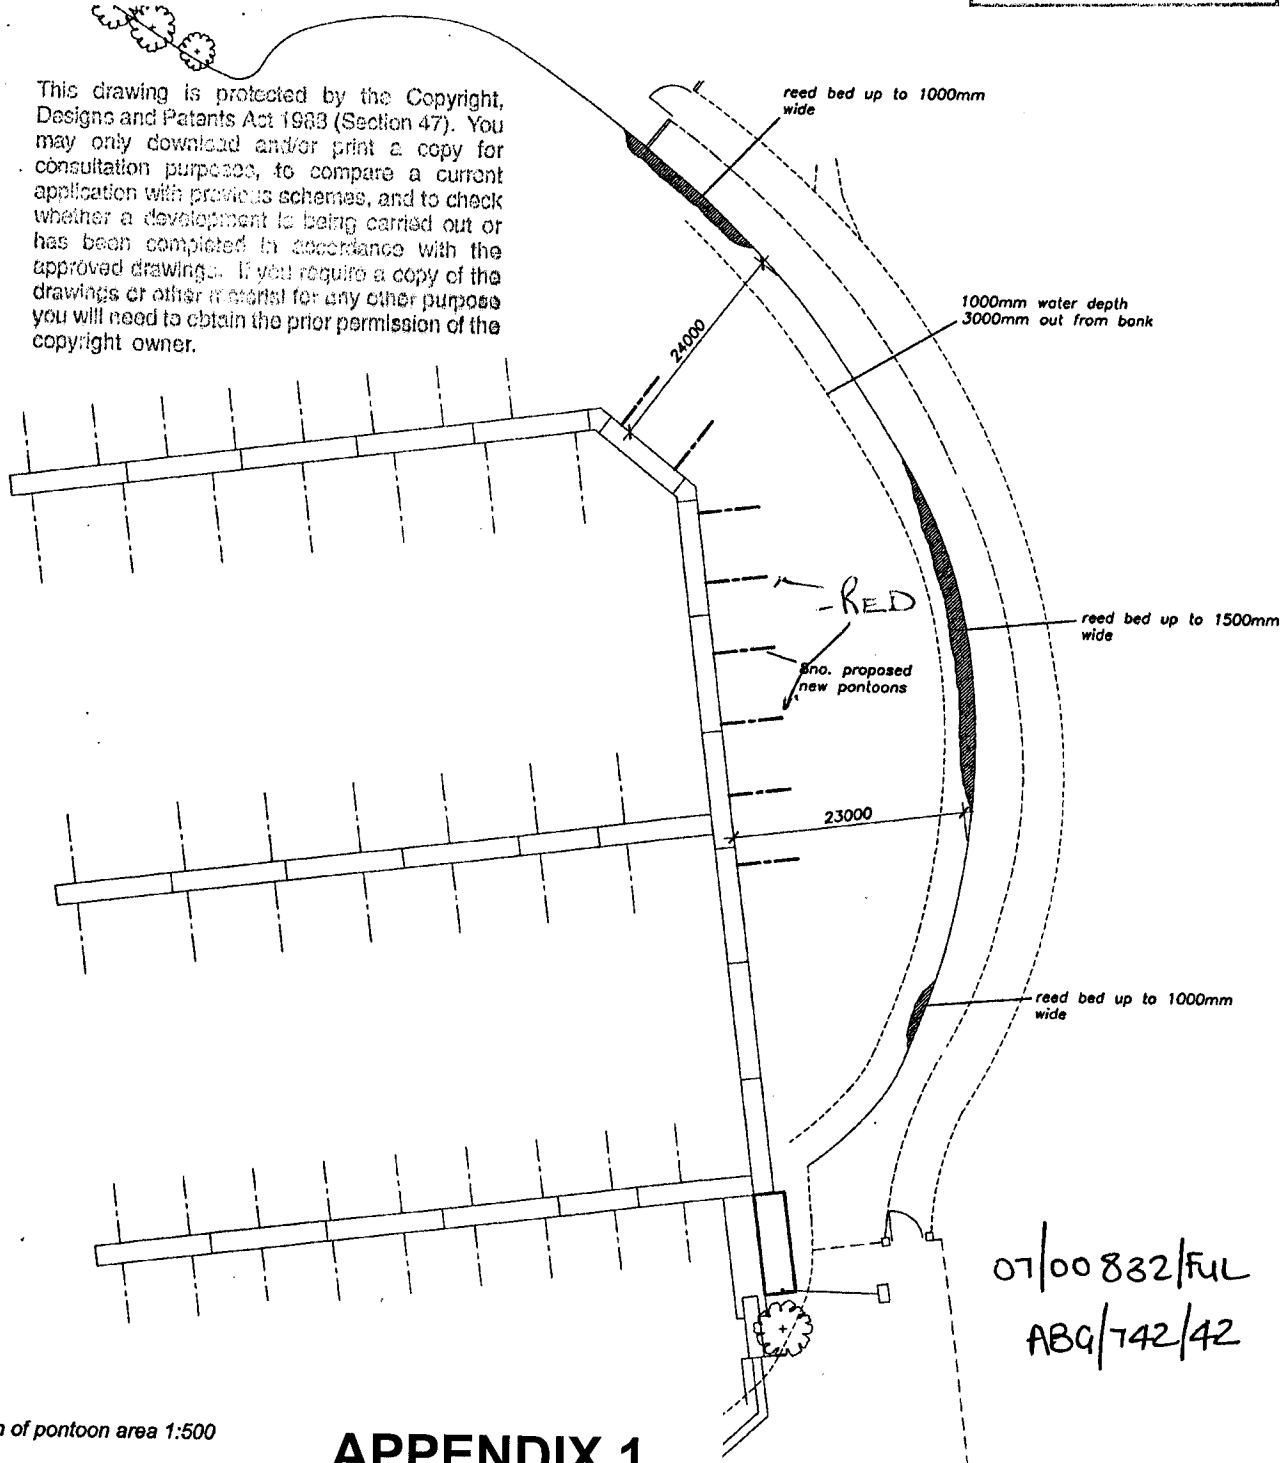 This drawing is protected by the Copyright,
Designs and Patents Act 1988 (Section 47). You
may only download and/or print a copy for
consultation purposes, to compare a current
application with previous schemes, and to check
whether a development is being carried out or
has been completed in accordance with the
approved drawings. If you require a copy of the
drawings or other material for any other purpose
you will need to obtain the prior permission of the
copyright owner.
reed bed up to 1000mm
wide
1000mm water depth
3000mm out from bank
24000
- RED
reed bed up to 1500mm
wide
8no. proposed
new pontoons
23000
reed bed up to 1000mm
wide
07/00832/FUL
ABG/742/42
of pontoon area 1:500
APPENDIX 1